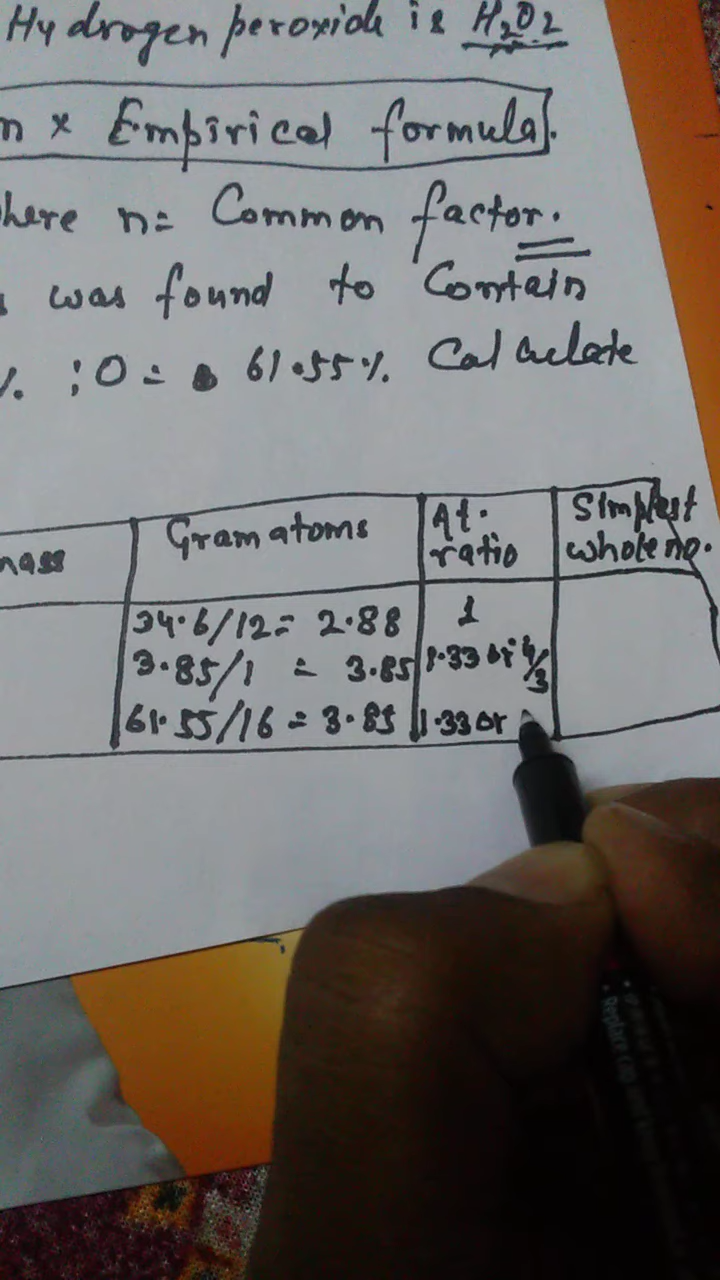 Hydrogen peroxide is H2O2
n x Empirical formula.
here n= Common factor.
s was found to Contain
%. :O = 61.55%. Calculate
mass Gram atoms At. ratio Simplest whole no.
34.6/12= 2.88 1
3.85/1 = 3.85 1.33 or 4/3
61.55/16 = 3.85 1.33 or